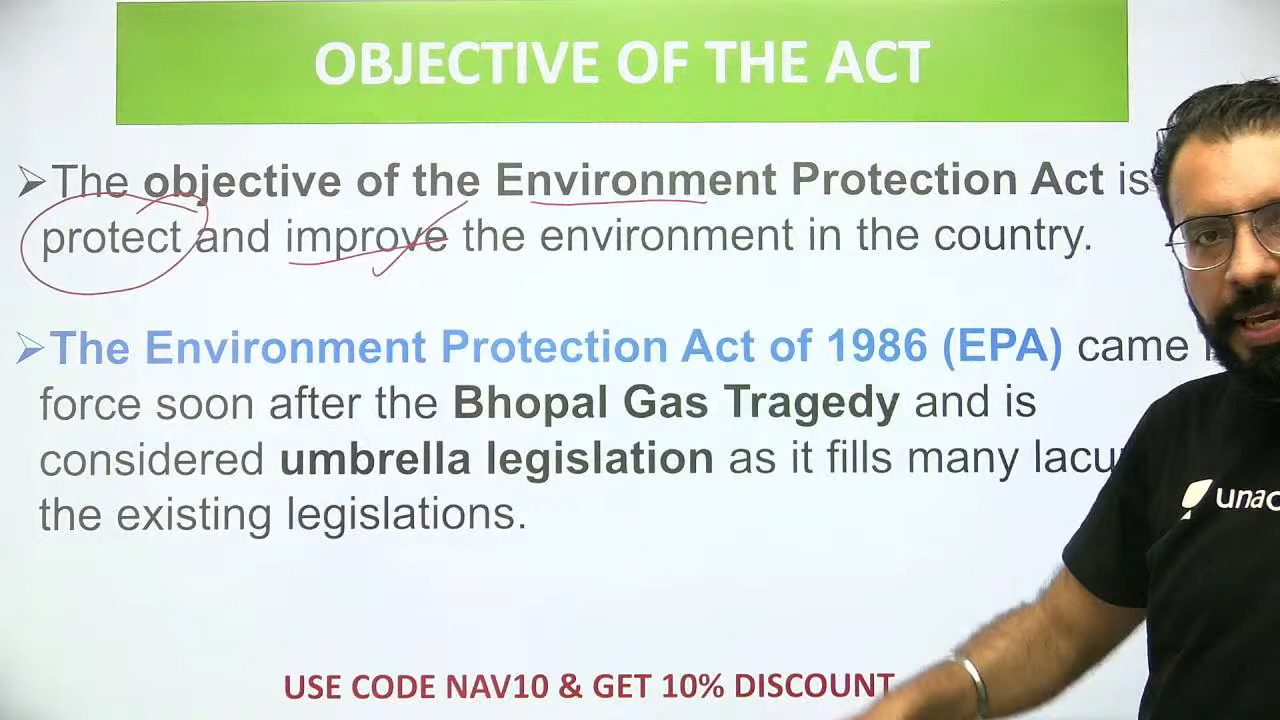 OBJECTIVE OF THE ACT
➢The objective of the Environment Protection Act is
protect and improve the environment in the country.
➢The Environment Protection Act of 1986 (EPA) came
force soon after the Bhopal Gas Tragedy and is
considered umbrella legislation as it fills many
the existing legislations.
USE CODE NAV10 & GET 10% DISCOUNT